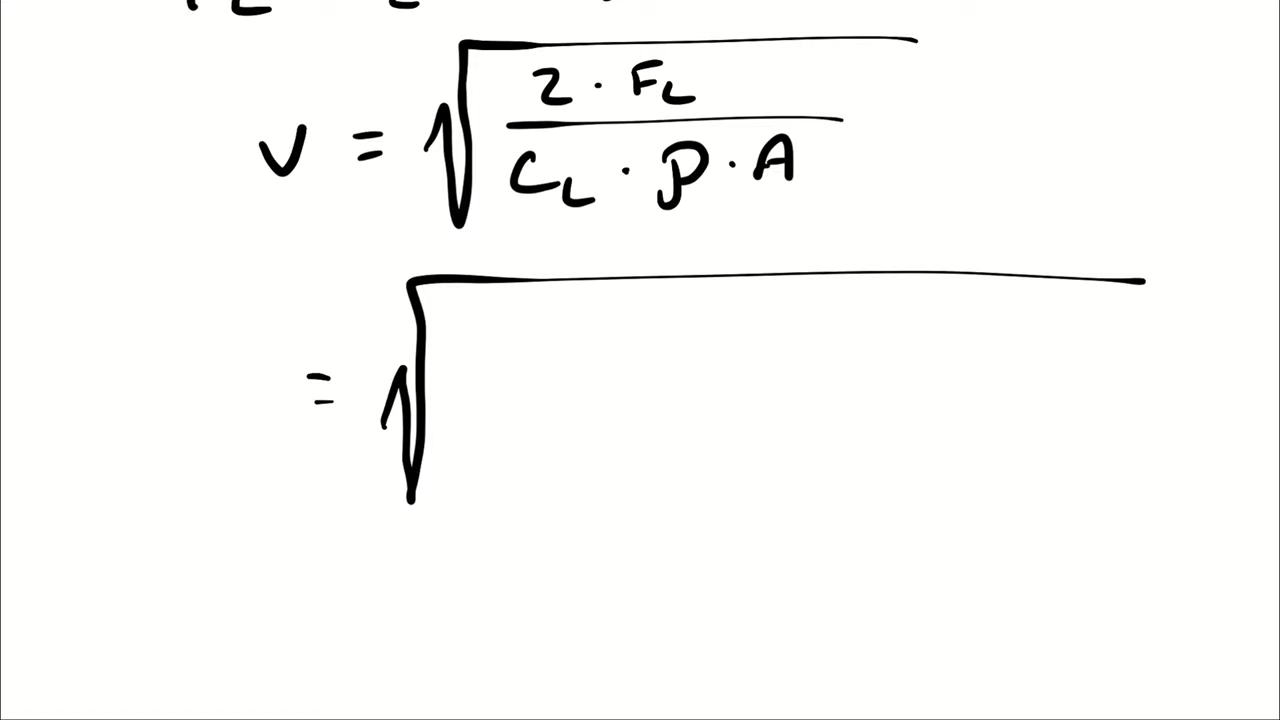 v = √(2 · F_L / C_L · ρ · A)
= √